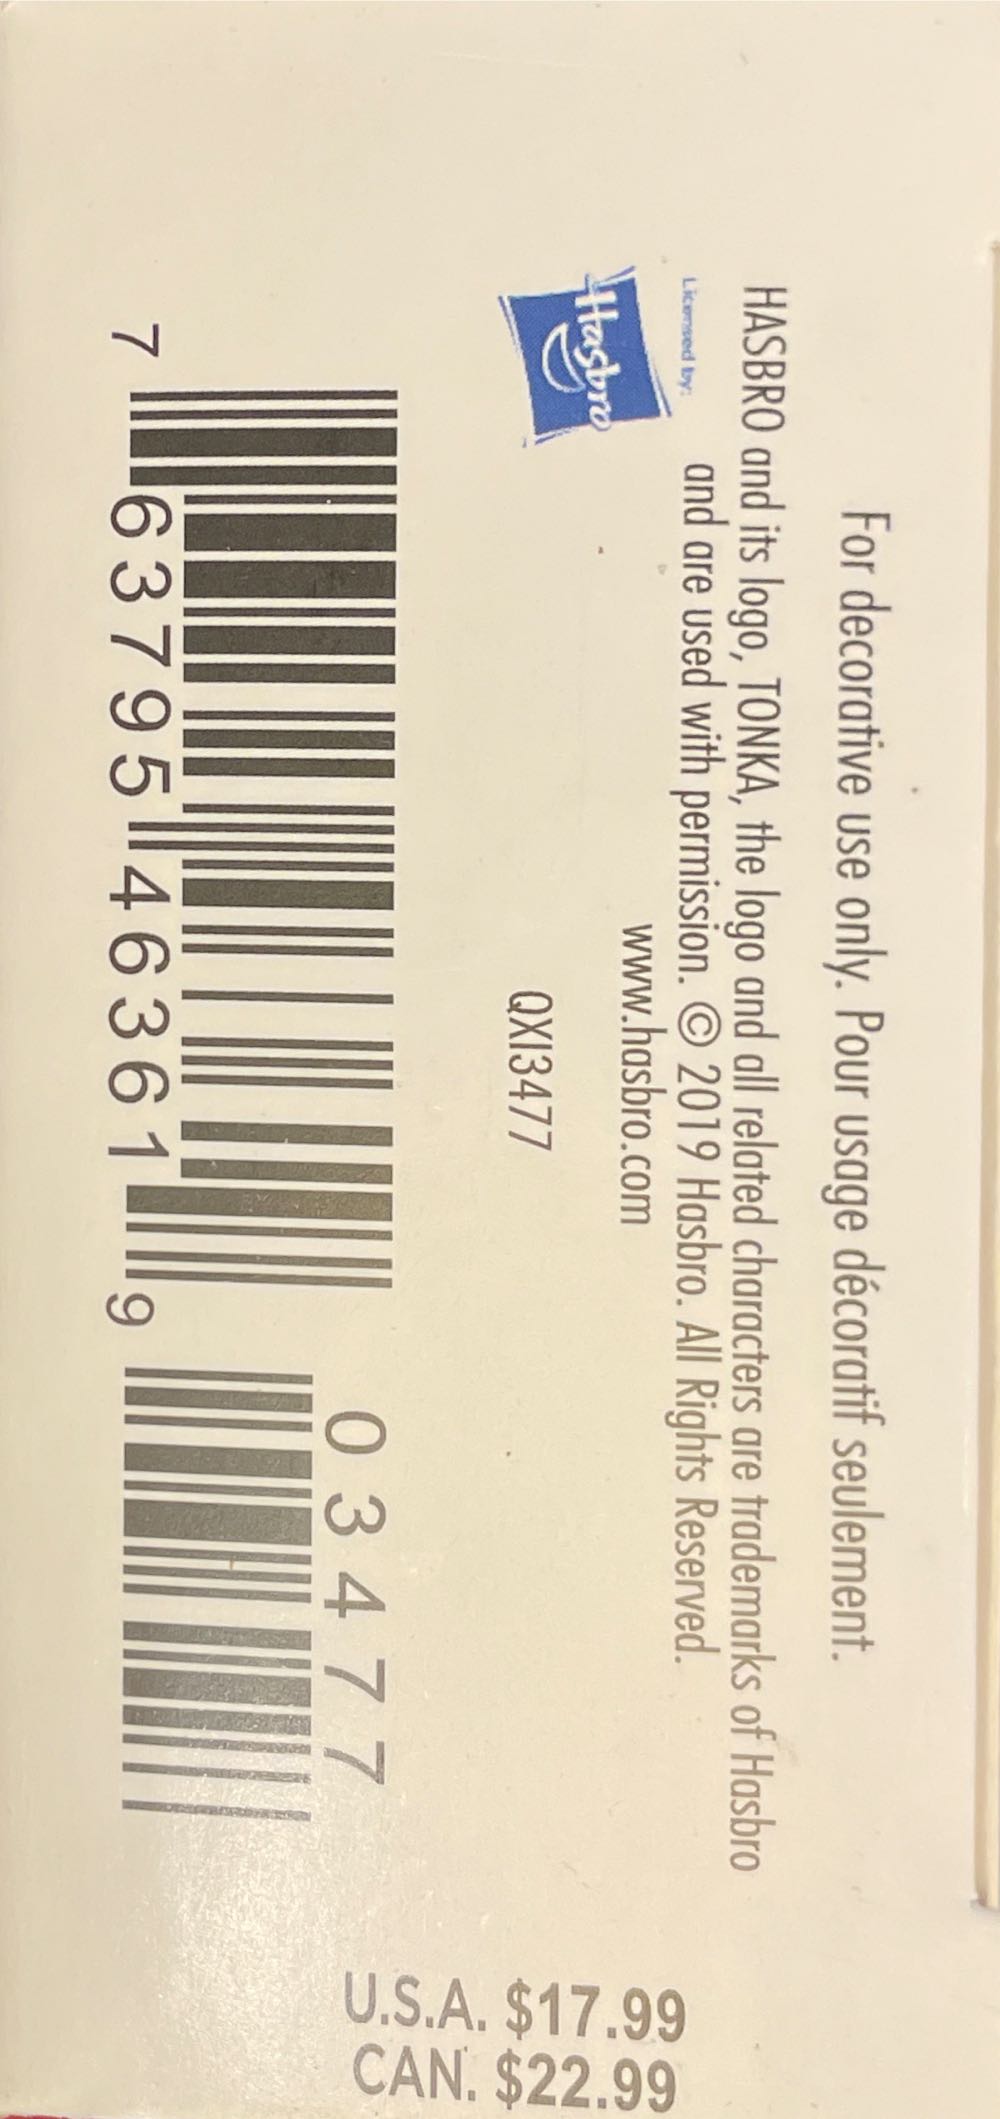 For decorative use only. Pour usage décoratif seulement.
HASBRO and its logo, TONKA, the logo and all related characters are trademarks of Hasbro
and are used with permission. © 2019 Hasbro. All Rights Reserved.
www.hasbro.com
Licensed by:
Hasbro
QXI3477
0 3 4 7 7
7 63795 46361 9
U.S.A. $17.99
CAN. $22.99